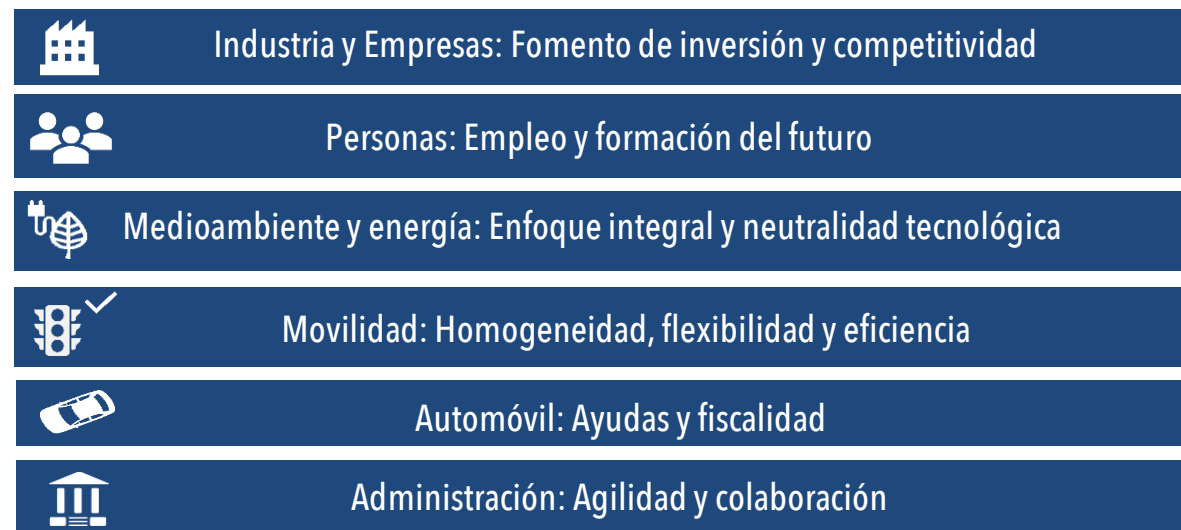 Industria y Empresas: Fomento de inversión y competitividad
Personas: Empleo y formación del futuro
Medioambiente y energía: Enfoque integral y neutralidad tecnológica
Movilidad: Homogeneidad, flexibilidad y eficiencia
Automóvil: Ayudas y fiscalidad
Administración: Agilidad y colaboración